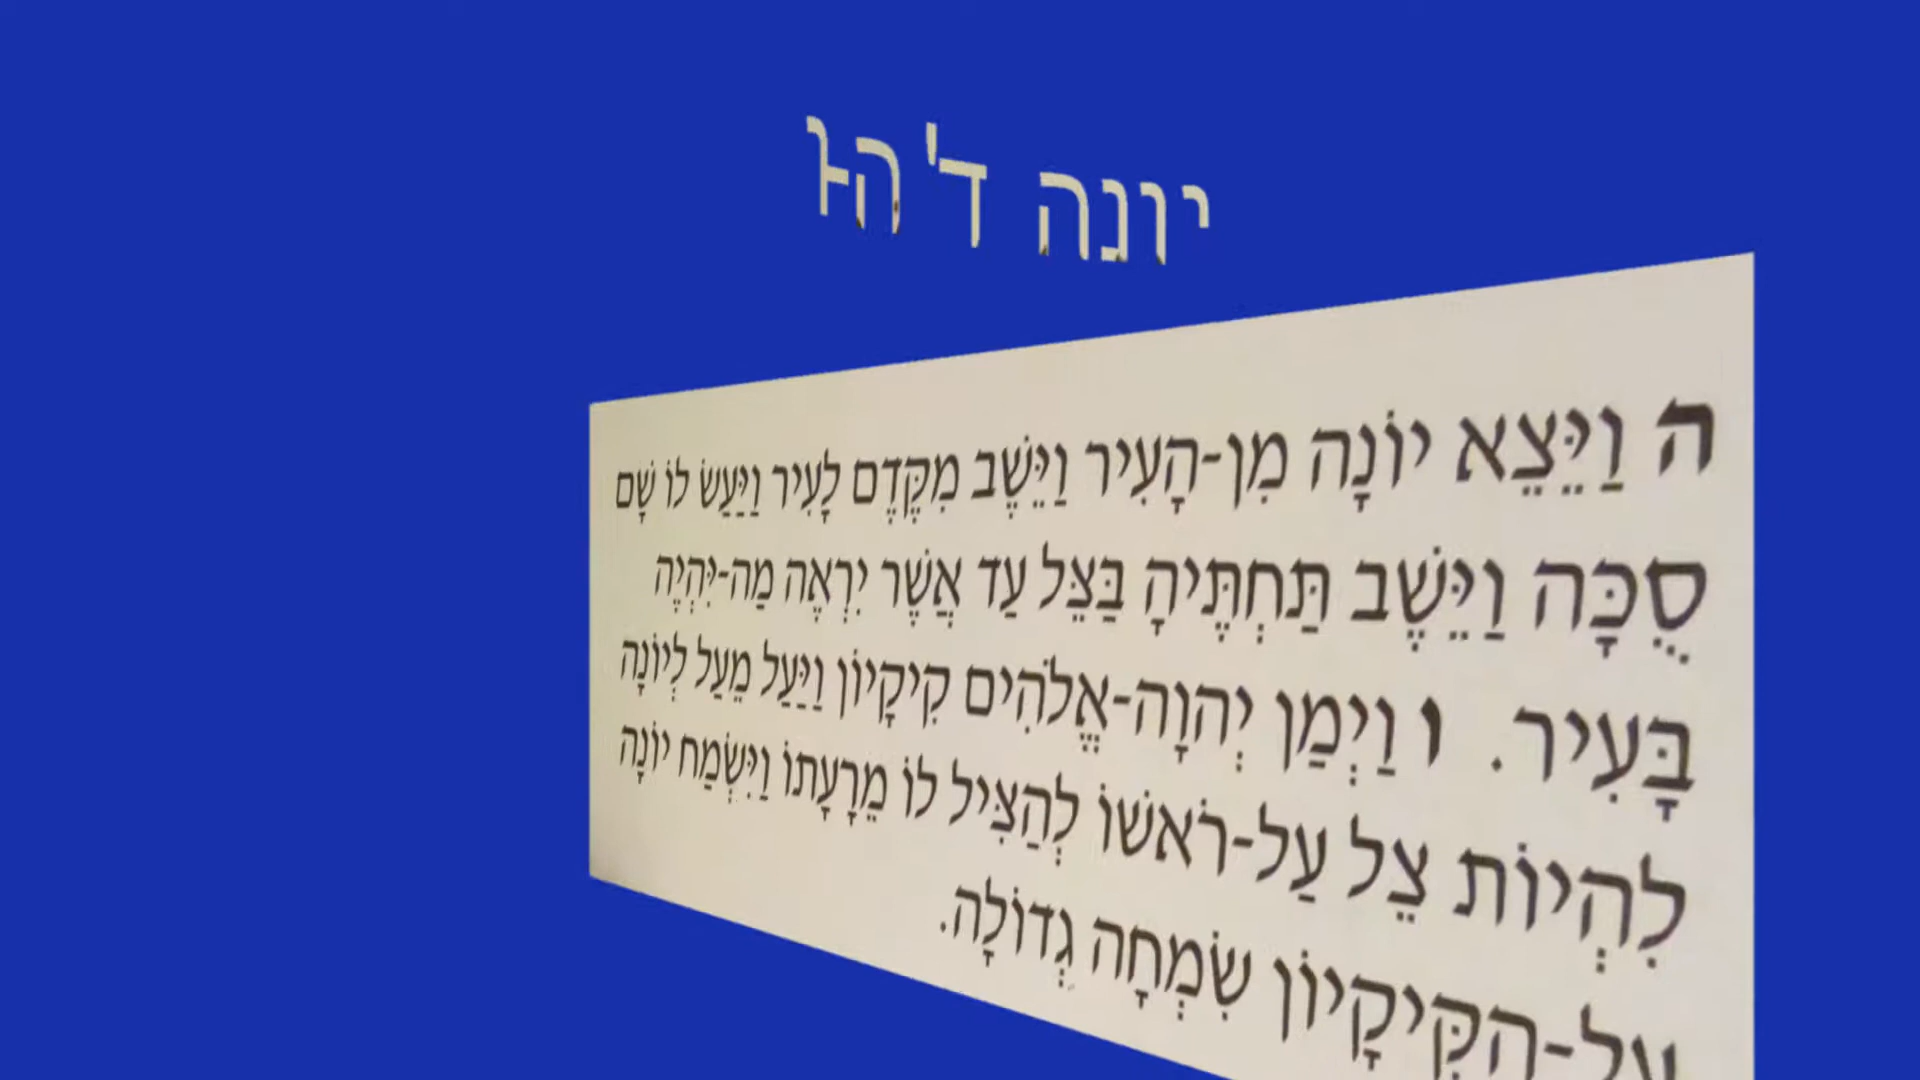 יונה ד' ה-ו
ה וַיֵּצֵא יוֹנָה מִן-הָעִיר וַיֵּשֶׁב מִקֶּדֶם לָעִיר וַיַּעַשׂ לוֹ שָׁם
סֻכָּה וַיֵּשֶׁב תַּחְתֶּיהָ בַּצֵּל עַד אֲשֶׁר יִרְאֶה מַה-יִּהְיֶה
בָּעִיר. ו וַיְמַן יְהוָה-אֱלֹהִים קִיקָיוֹן וַיַּעַל מֵעַל לְיוֹנָה
לִהְיוֹת צֵל עַל-רֹאשׁוֹ לְהַצִּיל לוֹ מֵרָעָתוֹ וַיִּשְׂמַח יוֹנָה
עַל-הַקִּיקָיוֹן שִׂמְחָה גְדוֹלָה.